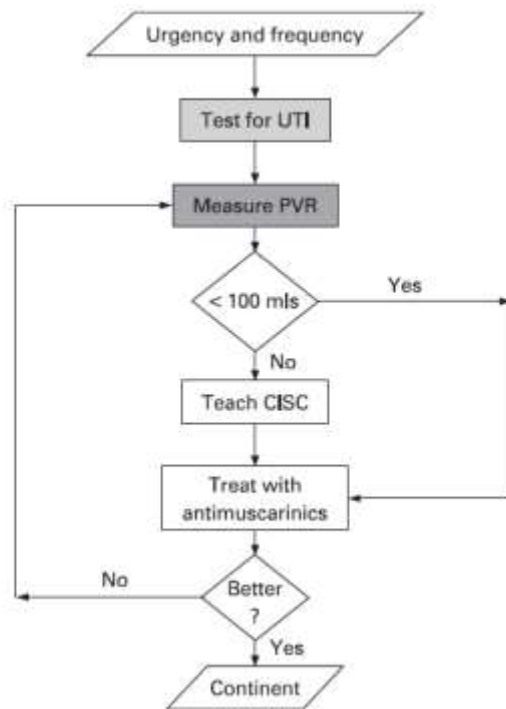 Urgency and frequency
Test for UTI
Measure PVR
< 100 mls
Yes
No
Teach CISC
Treat with
antimuscarinics
No
Better
?
Yes
Continent